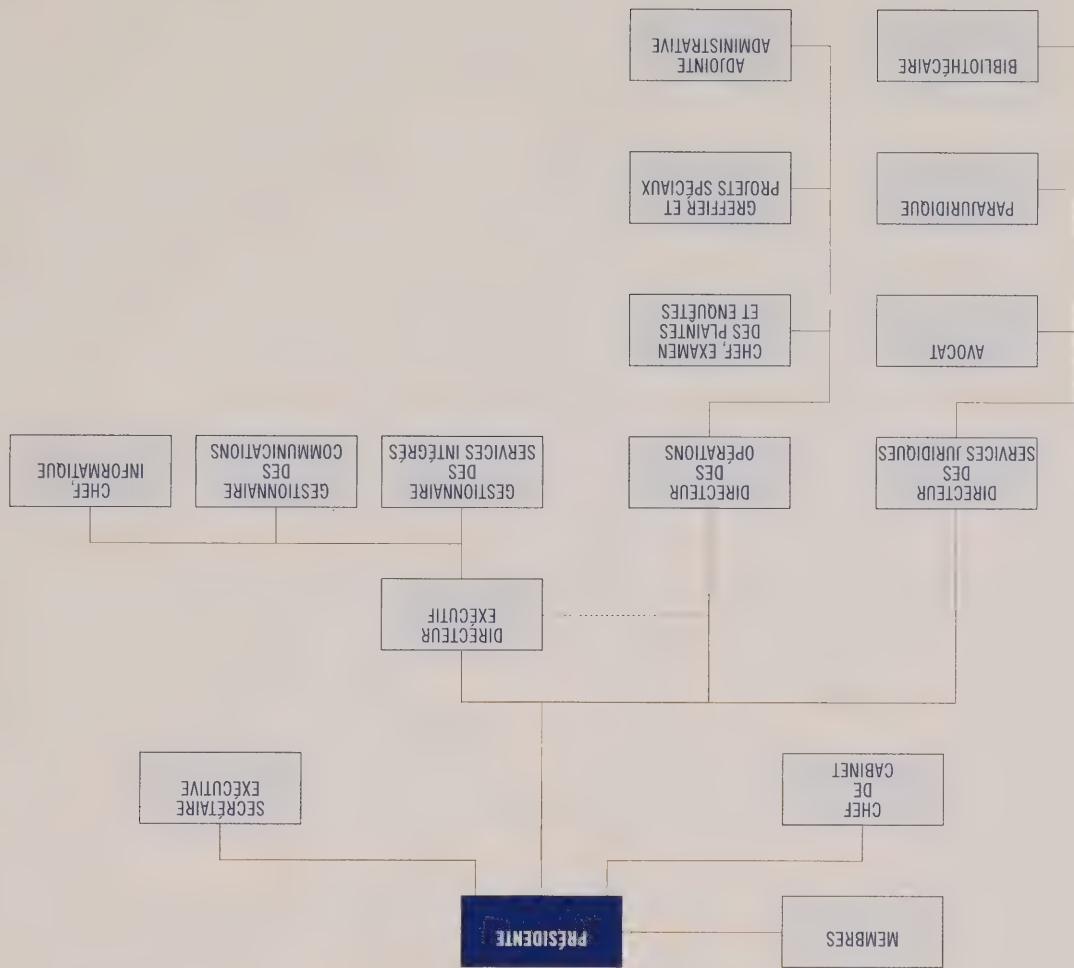 MEMBRES
PRÉSIDENTE
CHEF
DE
CABINET
SECRÉTAIRE
EXÉCUTIVE
DIRECTEUR
EXÉCUTIF
DIRECTEUR
DES
SERVICES JURIDIQUES
DIRECTEUR
DES
OPÉRATIONS
GESTIONNAIRE
DES
SERVICES INTÉGRÉS
GESTIONNAIRE
DES
COMMUNICATIONS
CHEF,
INFORMATIQUE
AVOCAT
CHEF, EXAMEN
DES PLAINTES
ET ENQUÊTES
PARAJURIDIQUE
GREFFIER ET
PROJETS SPÉCIAUX
BIBLIOTHÉCAIRE
ADJOINTE
ADMINISTRATIVE